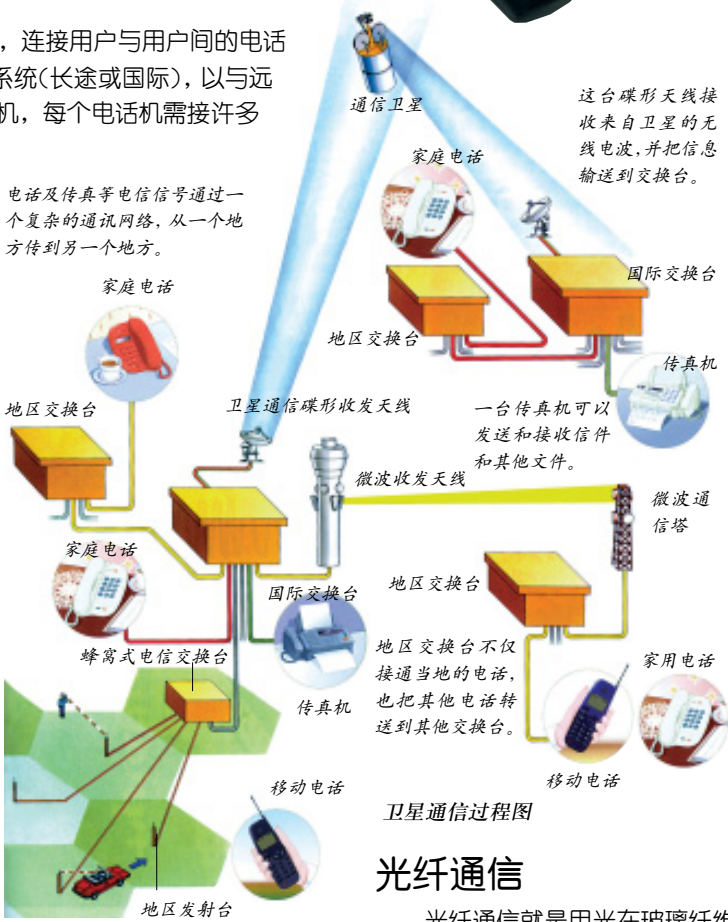 ，连接用户与用户间的电话
系统(长途或国际)，以与远
机，每个电话机需接许多
通信卫星
这台碟形天线接
收来自卫星的无
线电波，并把信息
输送到交换台。
家庭电话
电话及传真等电信信号通过一
个复杂的通讯网络，从一个地
方传到另一个地方。
国际交换台
家庭电话
地区交换台
传真机
地区交换台
卫星通信碟形收发天线
一台传真机可以
发送和接收信件
和其他文件。
微波收发天线
微波通
信塔
家庭电话
国际交换台
地区交换台
蜂窝式电信交换台
传真机
地区交换台不仅
接通当地的电话，
也把其他电话转
送到其他交换台。
家用电话
移动电话
移动电话
卫星通信过程图
光纤通信
地区发射台
光纤通信就是用光在玻璃纤维